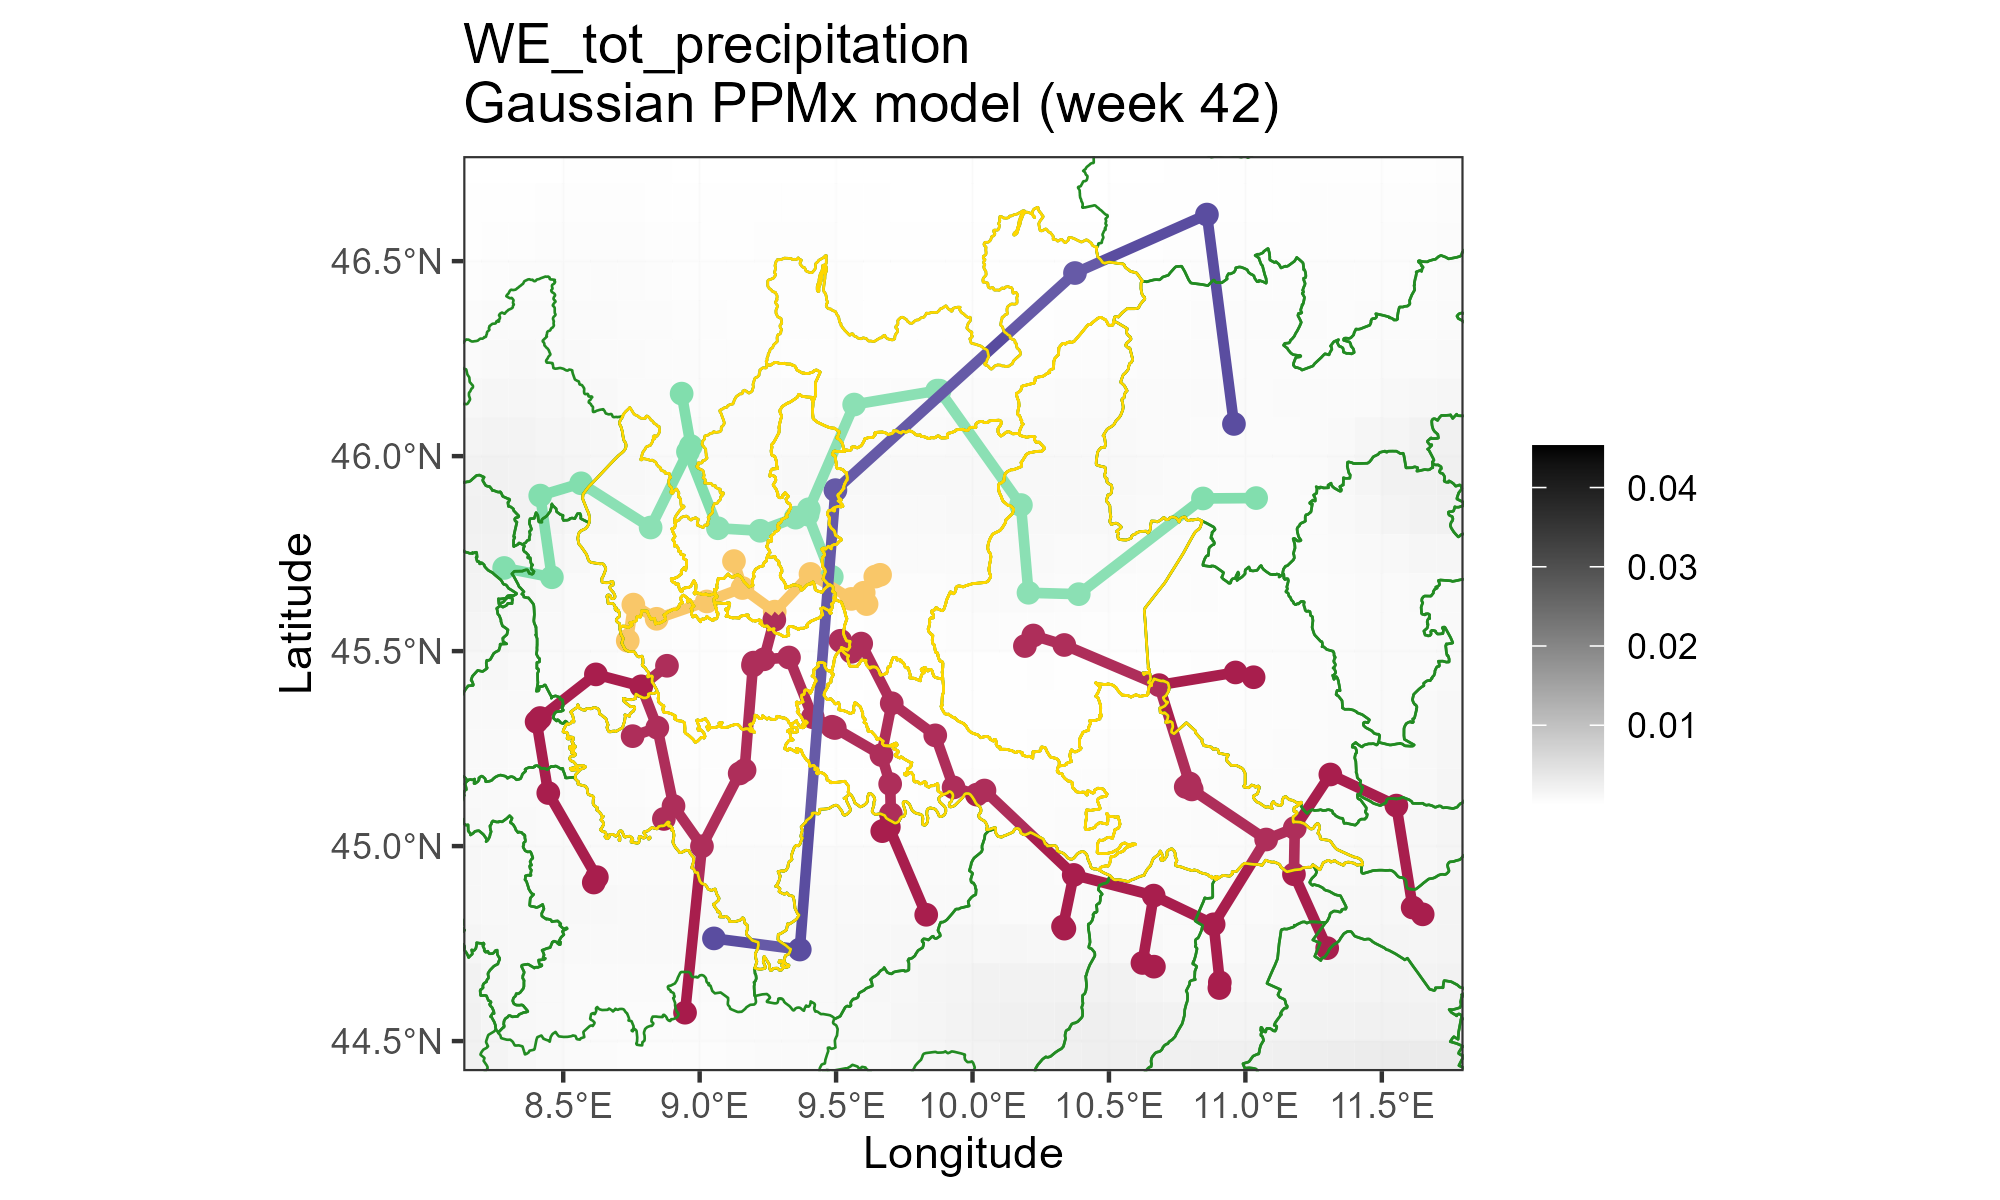 WE_tot_precipitation
Gaussian PPMx model (week 42)
46.5°N
46.0°N
45.5°N
45.0°N
44.5°N
Latitude
8.5°E 9.0°E 9.5°E 10.0°E 10.5°E 11.0°E 11.5°E
Longitude
0.04
0.03
0.02
0.01